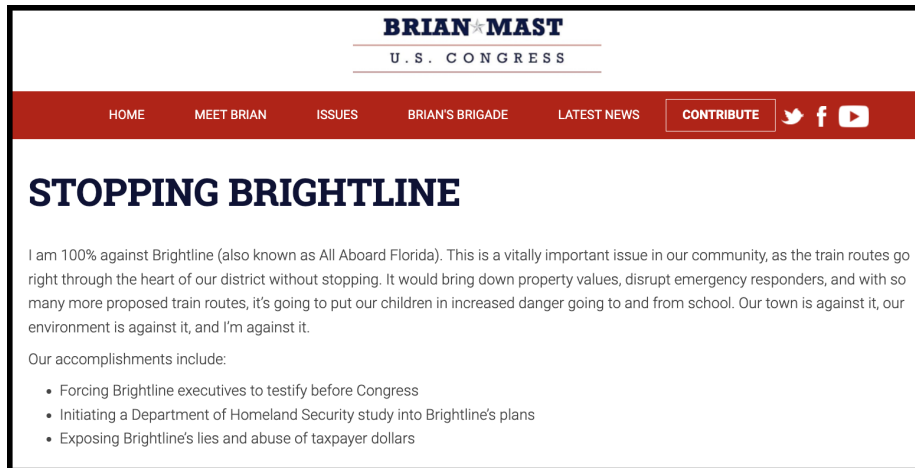 BRIAN MAST
U.S. CONGRESS
HOME MEET BRIAN ISSUES BRIAN'S BRIGADE LATEST NEWS CONTRIBUTE
STOPPING BRIGHTLINE
I am 100% against Brightline (also known as All Aboard Florida). This is a vitally important issue in our community, as the train routes go
right through the heart of our district without stopping. It would bring down property values, disrupt emergency responders, and with so
many more proposed train routes, it's going to put our children in increased danger going to and from school. Our town is against it, our
environment is against it, and I'm against it.
Our accomplishments include:
• Forcing Brightline executives to testify before Congress
• Initiating a Department of Homeland Security study into Brightline's plans
• Exposing Brightline's lies and abuse of taxpayer dollars